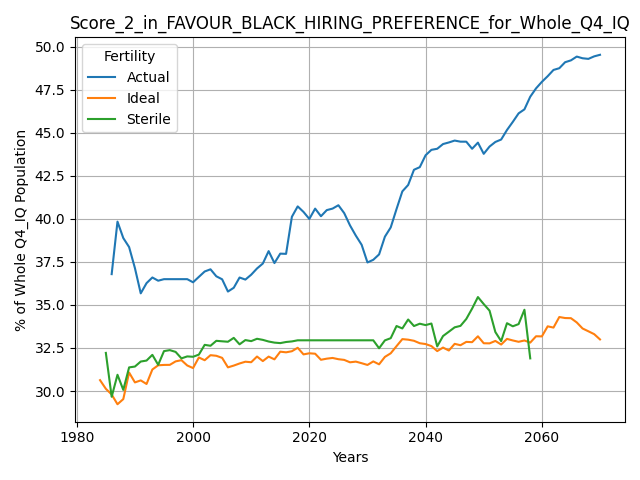 Score_2_in_FAVOUR_BLACK_HIRING_PREFERENCE_for_Whole_Q4_IQ
Fertility
Actual
Ideal
Sterile
% of Whole Q4_IQ Population
50.0
47.5
45.0
42.5
40.0
37.5
35.0
32.5
30.0
1980 2000 2020 2040 2060
Years